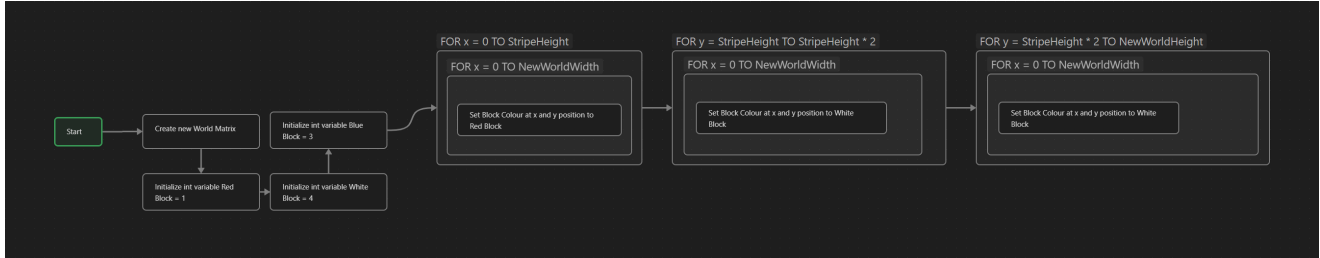 FOR x = 0 TO StripeHeight
FOR x = 0 TO NewWorldWidth
Set Block Colour at x and y position to
Red Block
FOR y = StripeHeight TO StripeHeight * 2
FOR x = 0 TO NewWorldWidth
Set Block Colour at x and y position to White
Block
FOR y = StripeHeight * 2 TO NewWorldHeight
FOR x = 0 TO NewWorldWidth
Set Block Colour at x and y position to White
Block
Start
Create new World Matrix
Initialize int variable Blue
Block = 3
Initialize int variable Red
Block = 1
Initialize int variable White
Block = 4